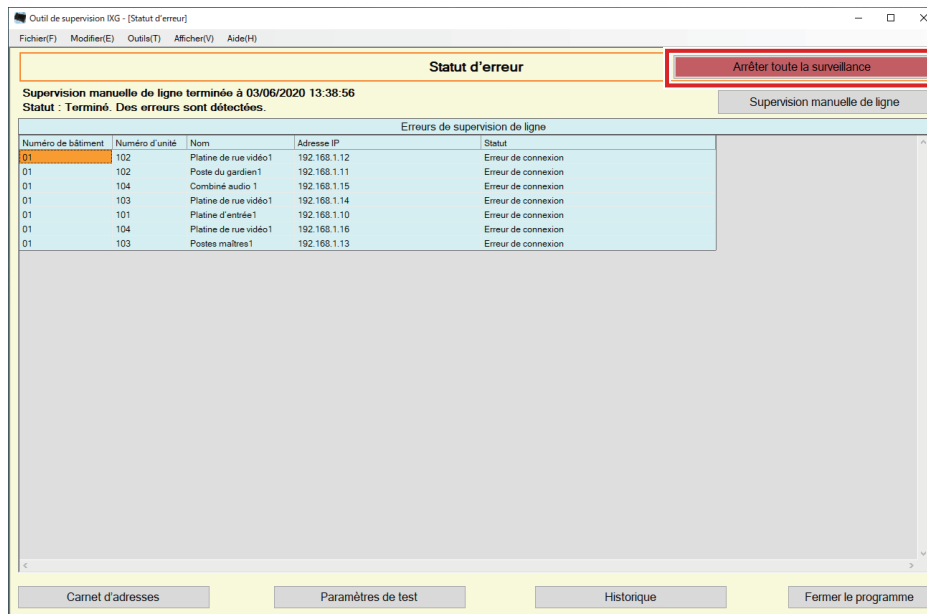 Outil de supervision IXG - [Statut d'erreur]
Fichier(F) Modifier(E) Outils(T) Afficher(V) Aide(H)
Statut d'erreur
Arrêter toute la surveillance
Supervision manuelle de ligne terminée à 03/06/2020 13:38:56
Statut : Terminé. Des erreurs sont détectées.
Supervision manuelle de ligne
Erreurs de supervision de ligne
Numéro de bâtiment Numéro d'unité Nom Adresse IP Statut
01 102 Platine de rue vidéo1 192.168.1.12 Erreur de connexion
01 102 Poste du gardien1 192.168.1.11 Erreur de connexion
01 104 Combiné audio 1 192.168.1.15 Erreur de connexion
01 103 Platine de rue vidéo1 192.168.1.14 Erreur de connexion
01 101 Platine d'entrée1 192.168.1.10 Erreur de connexion
01 104 Platine de rue vidéo1 192.168.1.16 Erreur de connexion
01 103 Postes maîtres1 192.168.1.13 Erreur de connexion
Carnet d'adresses Paramètres de test Historique Fermer le programme